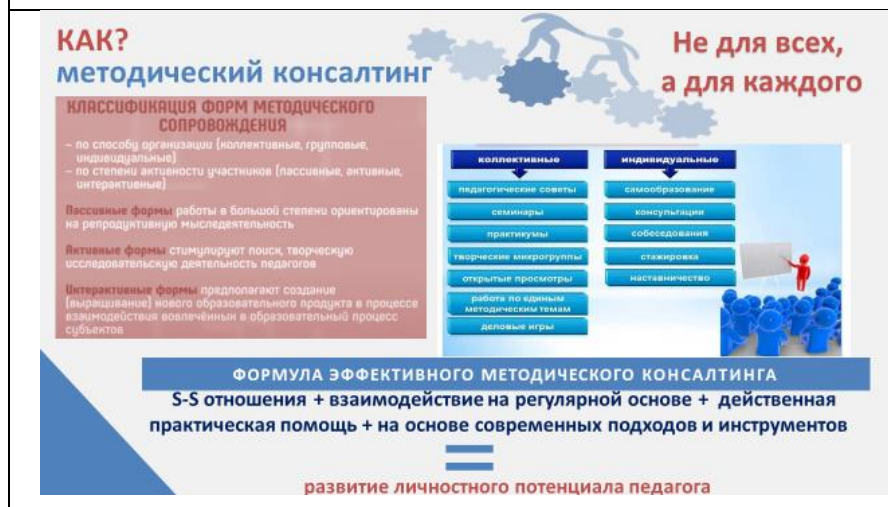 КАК?
методический консалтинг
Не для всех,
а для каждого
КЛАССИФИКАЦИЯ ФОРМ МЕТОДИЧЕСКОГО
СОПРОВОЖДЕНИЯ
– по способу организации (коллективные, групповые,
индивидуальные)
– по степени активности участников (пассивные, активные,
интерактивные)
Пассивные формы работы в большой степени ориентированы
на репродуктивную мыследеятельность
Активные формы стимулируют поиск, творческую
исследовательскую деятельность педагогов
Интерактивные формы предполагают создание
(выращивание) нового образовательного продукта в процессе
взаимодействия вовлечённых в образовательный процесс
субъектов
коллективные
педагогические советы
семинары
практикумы
творческие микрогруппы
открытые просмотры
работа по единым
методическим темам
деловые игры
индивидуальные
самообразование
консультации
собеседования
стажировка
наставничество
ФОРМУЛА ЭФФЕКТИВНОГО МЕТОДИЧЕСКОГО КОНСАЛТИНГА
S-S отношения + взаимодействие на регулярной основе + действенная
практическая помощь + на основе современных подходов и инструментов
=
развитие личностного потенциала педагога